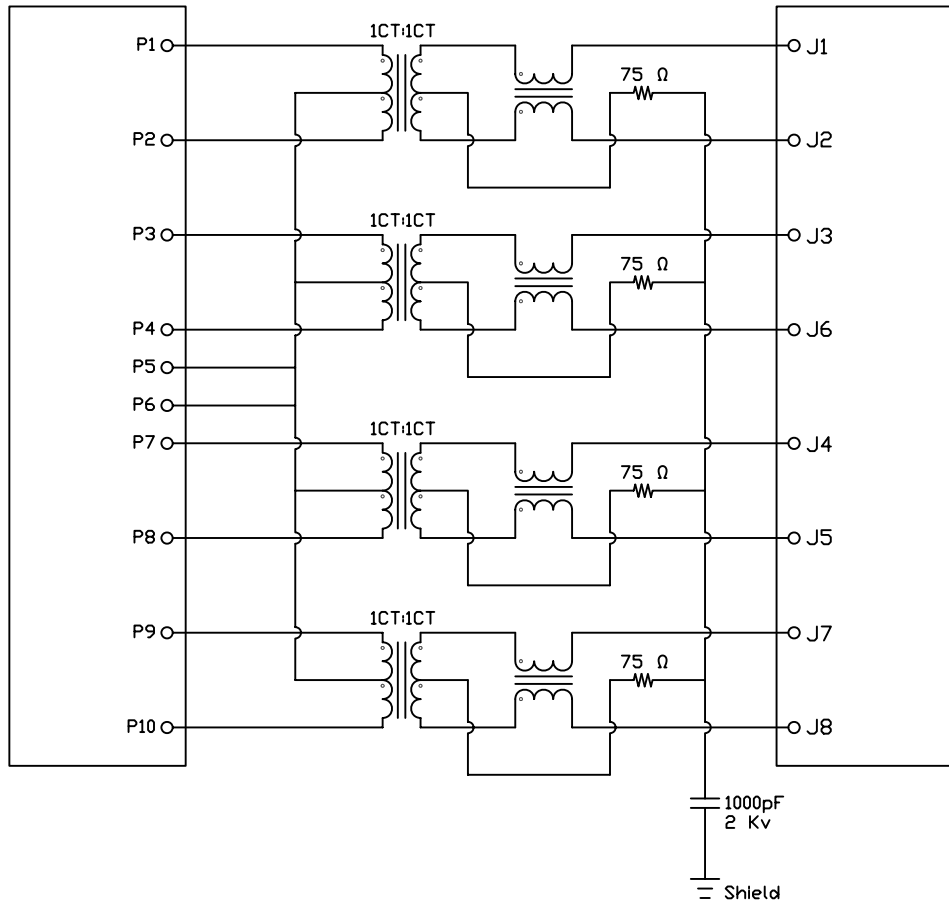 1CT:1CT
P1
J1
75 Ω
P2
J2
1CT:1CT
P3
J3
75 Ω
P4
J6
P5
P6
1CT:1CT
P7
J4
75 Ω
P8
J5
1CT:1CT
P9
J7
75 Ω
P10
J8
1000pF
2 Kv
Shield